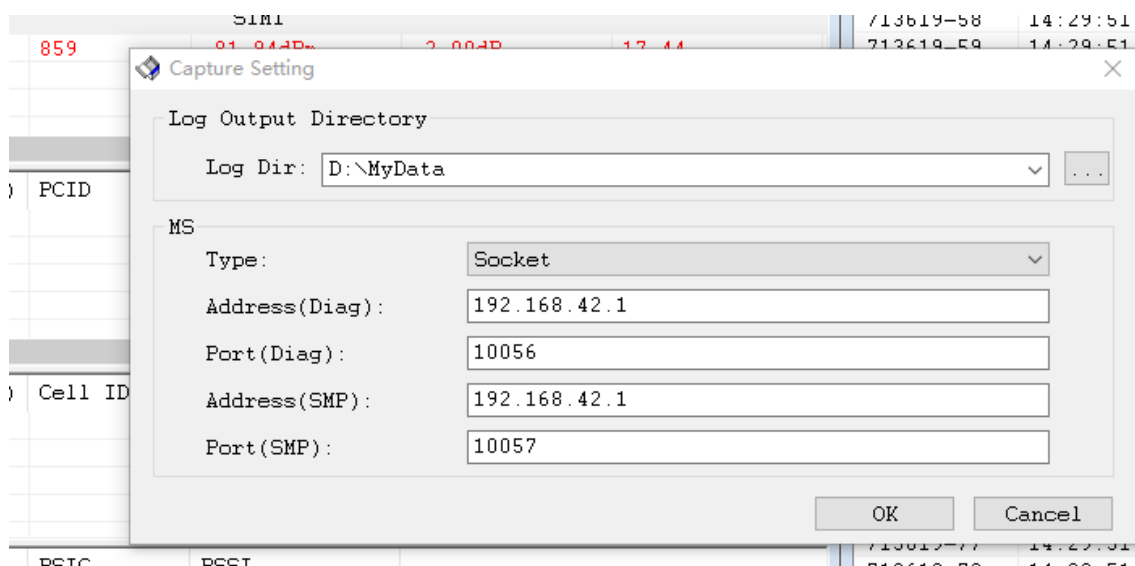 SIM1
713619-58 14:29:51
859
713619-59 14:29:51
Capture Setting
Log Output Directory
Log Dir: D:\MyData
...
PCID
MS
Type: Socket
Address(Diag): 192.168.42.1
Port(Diag): 10056
Cell ID
Address(SMP): 192.168.42.1
Port(SMP): 10057
OK Cancel
RSSI